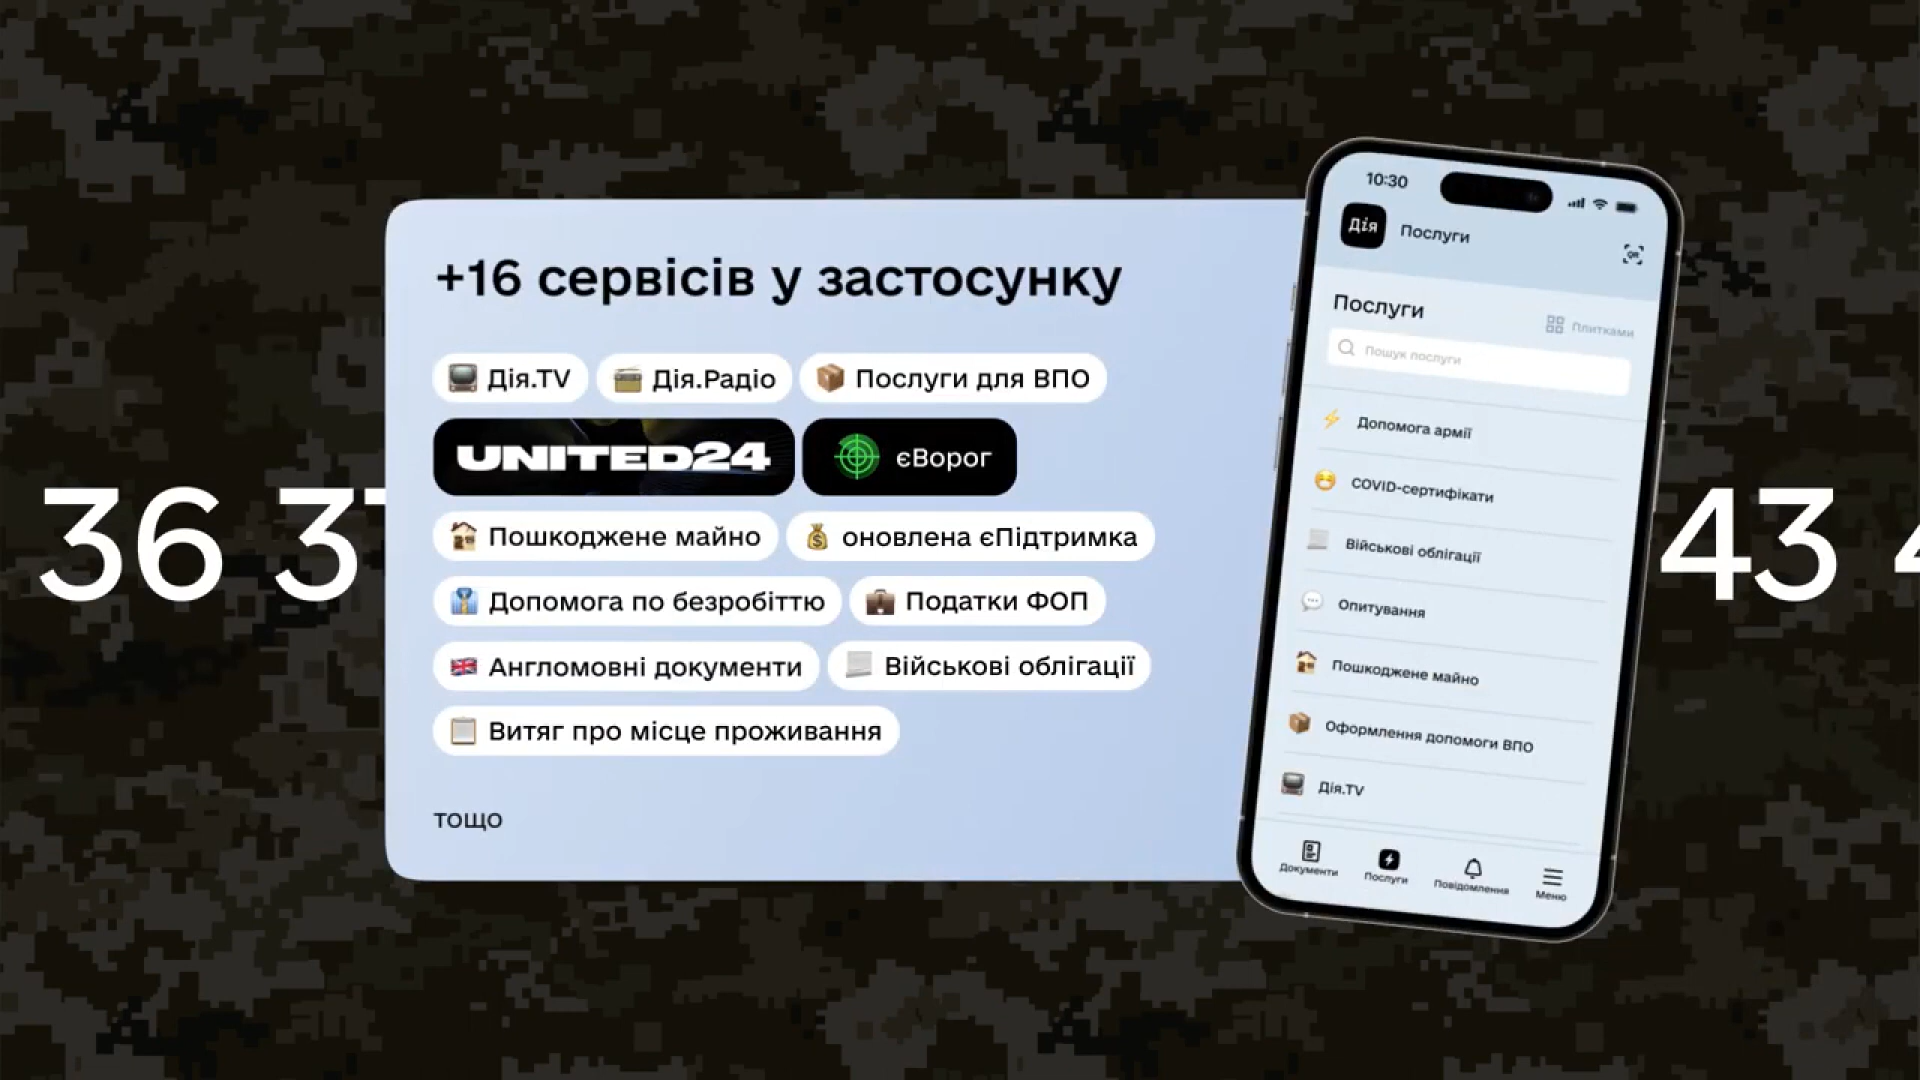 36 37
+16 сервісів у застосунку
Дія.TV
Дія.Радіо
Послуги для ВПО
UNITED24
єВорог
Пошкоджене майно
оновлена єПідтримка
Допомога по безробіттю
Податки ФОП
Англомовні документи
Військові облігації
Витяг про місце проживання
тощо
10:30
Дія
Послуги
QR
Послуги
Плитками
Пошук послуги
Допомога армії
COVID-сертифікати
Військові облігації
Опитування
Пошкоджене майно
Оформлення допомоги ВПО
Дія.TV
Документи
Послуги
Повідомлення
Меню
43 4